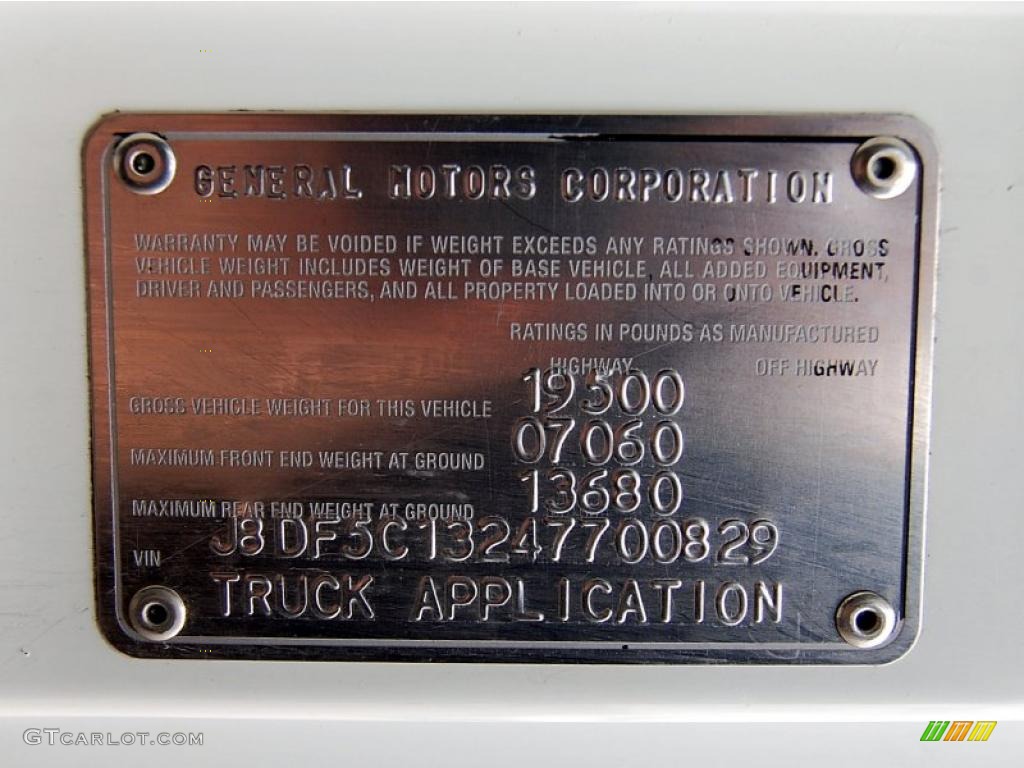 GENERAL MOTORS CORPORATION
WARRANTY MAY BE VOIDED IF WEIGHT EXCEEDS ANY RATINGS SHOWN. GROSS
VEHICLE WEIGHT INCLUDES WEIGHT OF BASE VEHICLE, ALL ADDED EQUIPMENT,
DRIVER AND PASSENGERS, AND ALL PROPERTY LOADED INTO OR ONTO VEHICLE.
RATINGS IN POUNDS AS MANUFACTURED
HIGHWAY OFF HIGHWAY
GROSS VEHICLE WEIGHT FOR THIS VEHICLE 19500
MAXIMUM FRONT END WEIGHT AT GROUND 07060
MAXIMUM REAR END WEIGHT AT GROUND 13680
VIN J8DF5C13247700829
TRUCK APPLICATION
GTCARLOT.COM